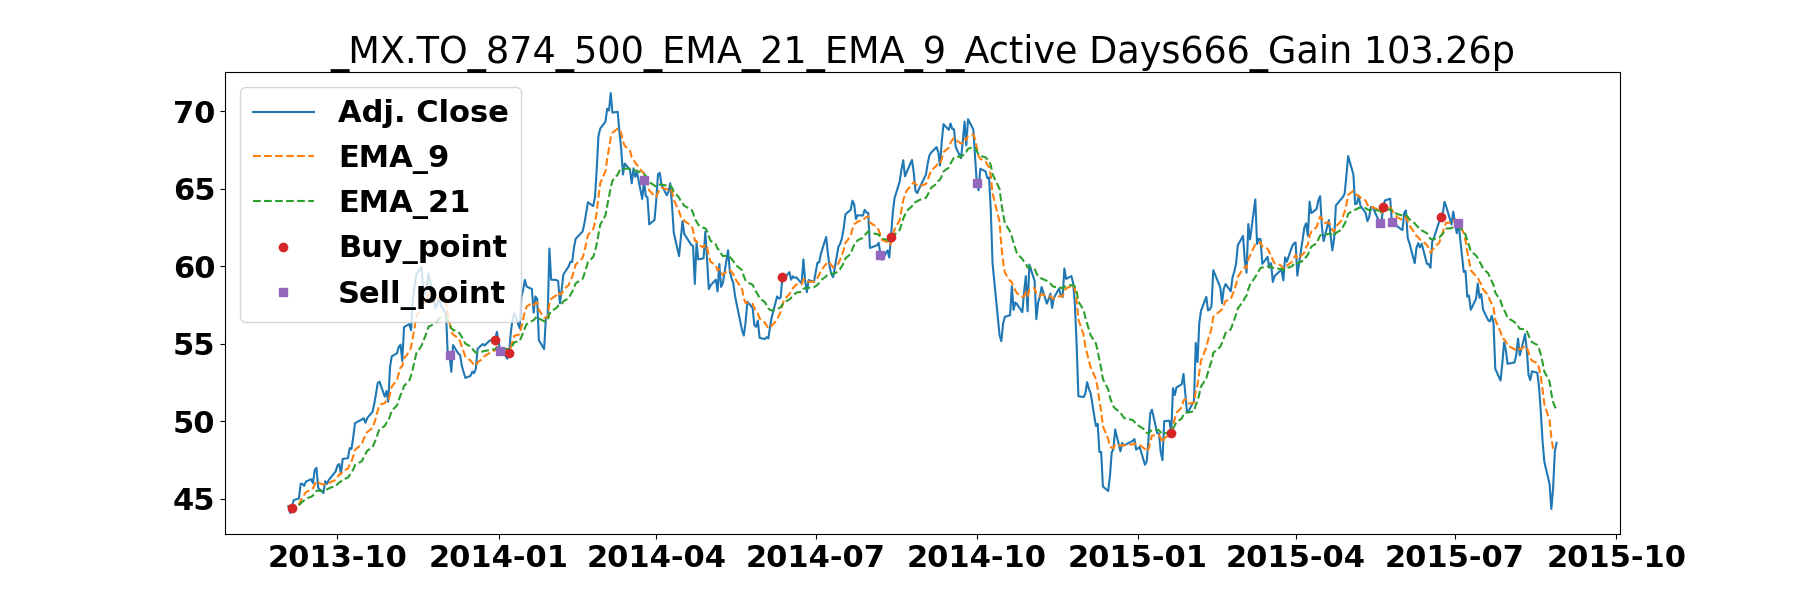 _MX.TO_874_500_EMA_21_EMA_9_Active Days666_Gain 103.26p
Adj. Close
EMA_9
EMA_21
Buy_point
Sell_point
70
65
60
55
50
45
2013-10 2014-01 2014-04 2014-07 2014-10 2015-01 2015-04 2015-07 2015-10